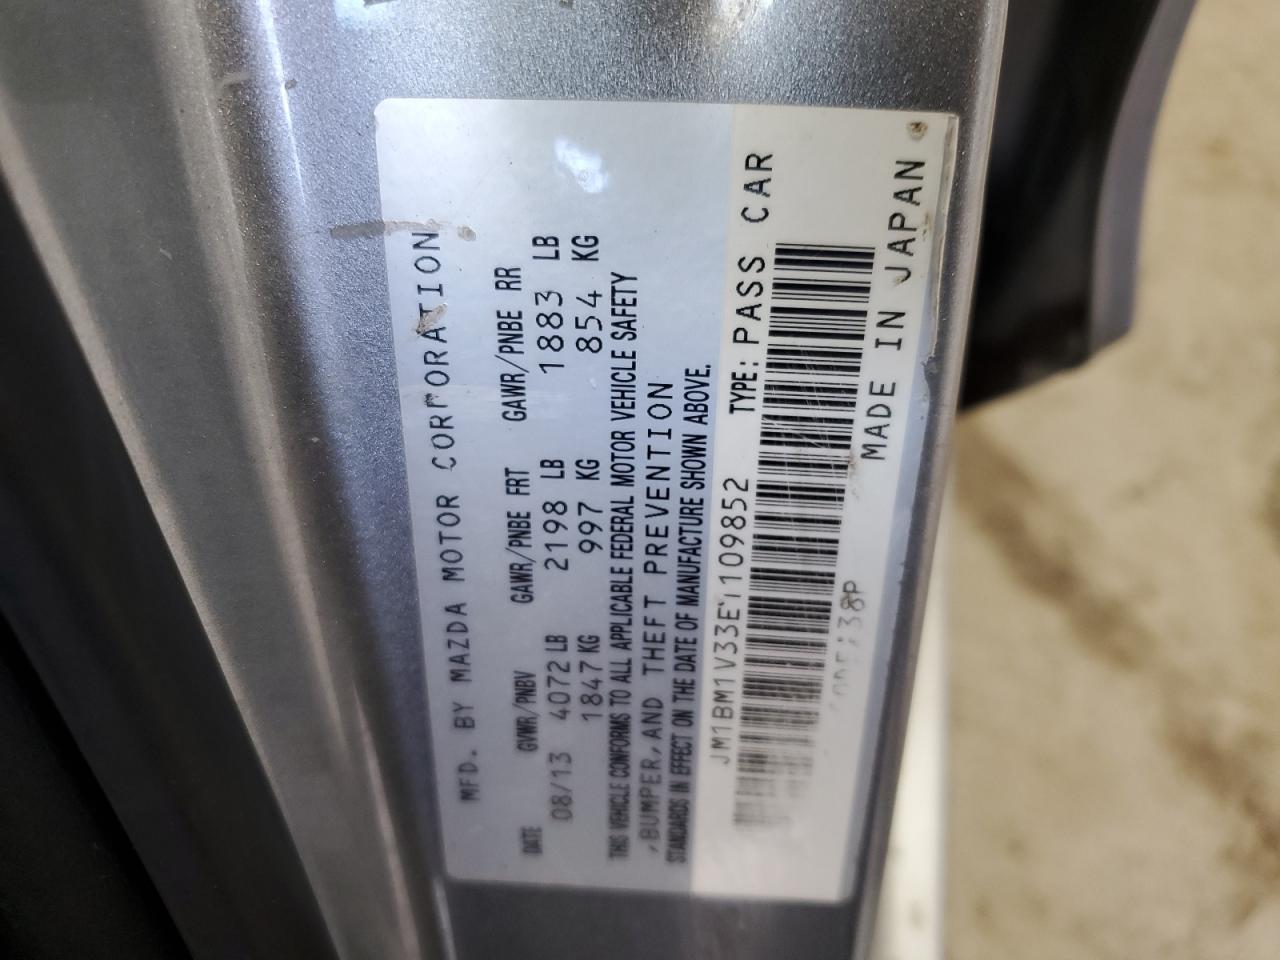 MFD. BY MAZDA MOTOR CORPORATION
DATE GVWR/PNBV GAWR/PNBE FRT GAWR/PNBE RR
08/13 4072 LB 2198 LB 1883 LB
1847 KG 997 KG 854 KG
THIS VEHICLE CONFORMS TO ALL APPLICABLE FEDERAL MOTOR VEHICLE SAFETY
,BUMPER,AND THEFT PREVENTION
STANDARDS IN EFFECT ON THE DATE OF MANUFACTURE SHOWN ABOVE.
JM1BM1V33E1109852 TYPE: PASS CAR
MADE IN JAPAN